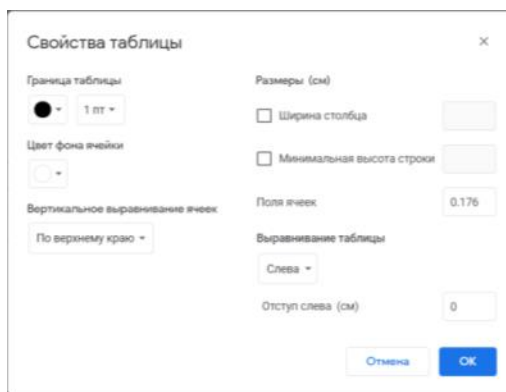 Свойства таблицы
Граница таблицы
1 пт
Цвет фона ячейки
Вертикальное выравнивание ячеек
По верхнему краю
Размеры (см)
Ширина столбца
Минимальная высота строки
Поля ячеек 0.176
Выравнивание таблицы
Слева
Отступ слева (см) 0
Отмена OK